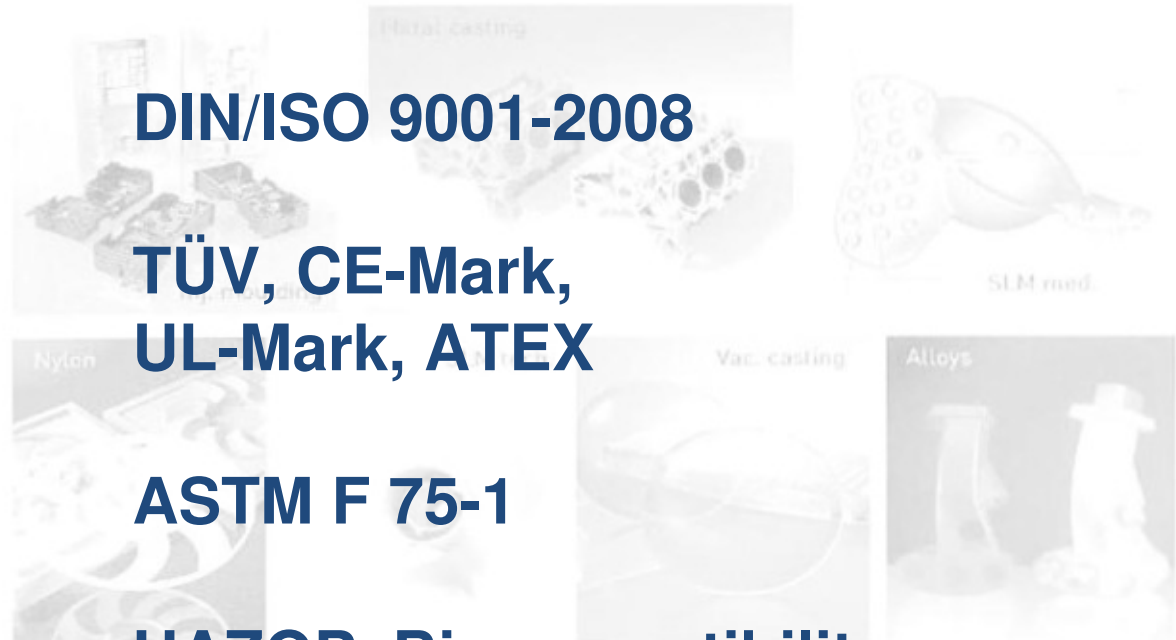 Metal casting
DIN/ISO 9001-2008
TÜV, CE-Mark,
moulding
SLM med.
UL-Mark, ATEX
Nylon
Vac. casting
Alloys
ASTM F 75-1